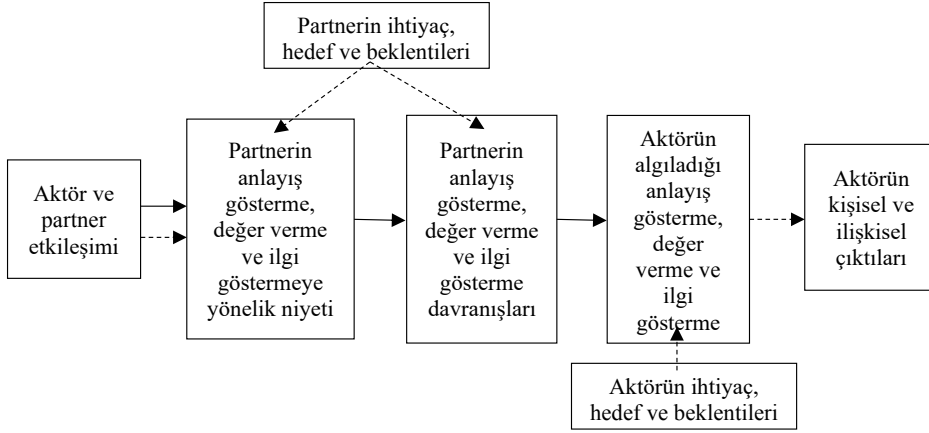 Partnerin ihtiyaç,
hedef ve beklentileri
Aktör ve
partner
etkileşimi
Partnerin
anlayış
gösterme,
değer verme
ve ilgi
göstermeye
yönelik niyeti
Partnerin
anlayış
gösterme,
değer verme
ve ilgi
gösterme
davranışları
Aktörün
algıladığı
anlayış
gösterme,
değer
verme ve
ilgi
gösterme
Aktörün
kişisel ve
ilişkisel
çıktıları
Aktörün ihtiyaç,
hedef ve beklentileri